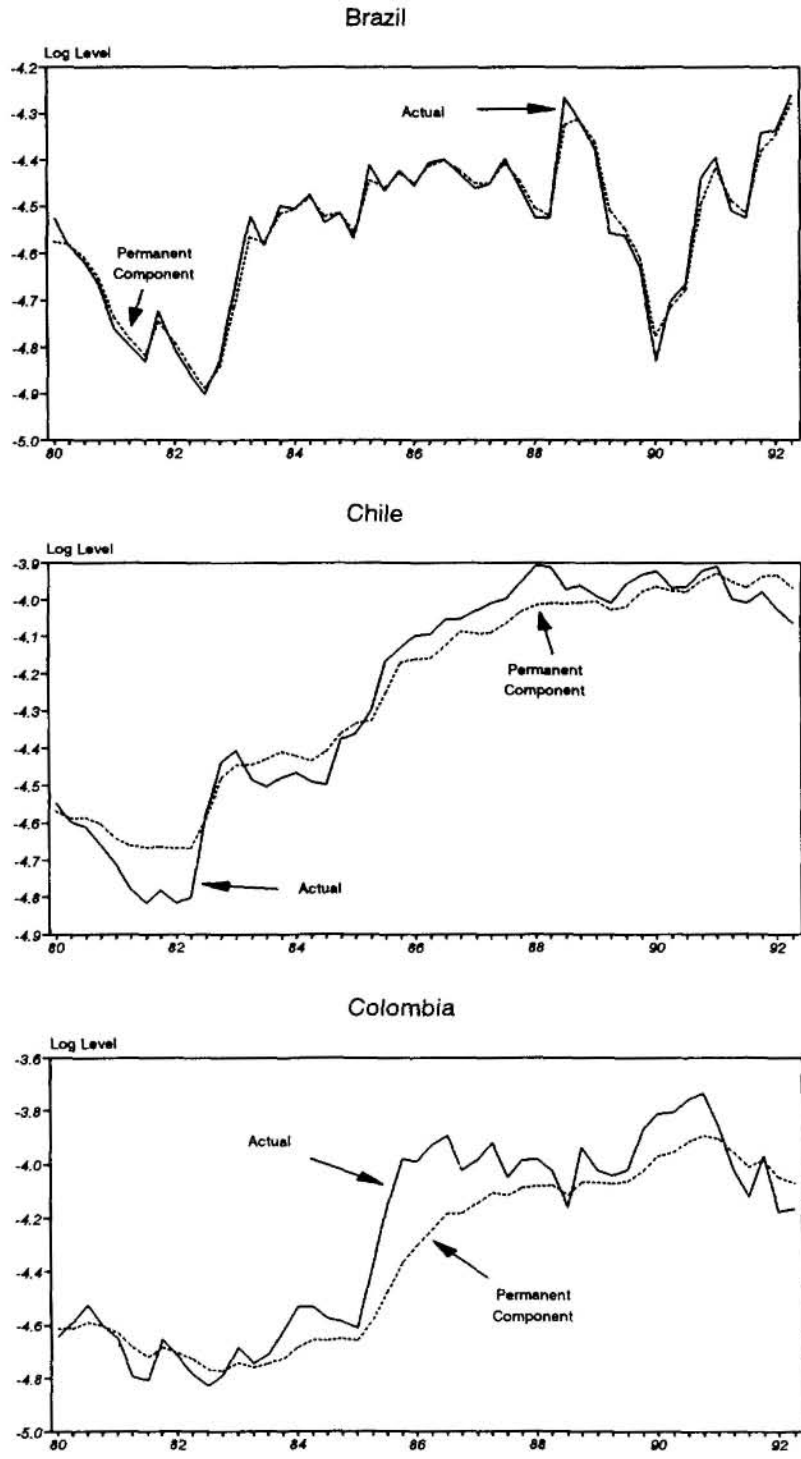 Brazil
Log Level
-4.2
-4.3
-4.4
-4.5
-4.6
-4.7
-4.8
-4.9
-5.0
Actual
Permanent
Component
80 82 84 86 88 90 92
Chile
Log Level
-3.9
-4.0
-4.1
-4.2
-4.3
-4.4
-4.5
-4.6
-4.7
-4.8
-4.9
Permanent
Component
Actual
80 82 84 86 88 90 92
Colombia
Log Level
-3.6
-3.8
-4.0
-4.2
-4.4
-4.6
-4.8
-5.0
Actual
Permanent
Component
80 82 84 86 88 90 92